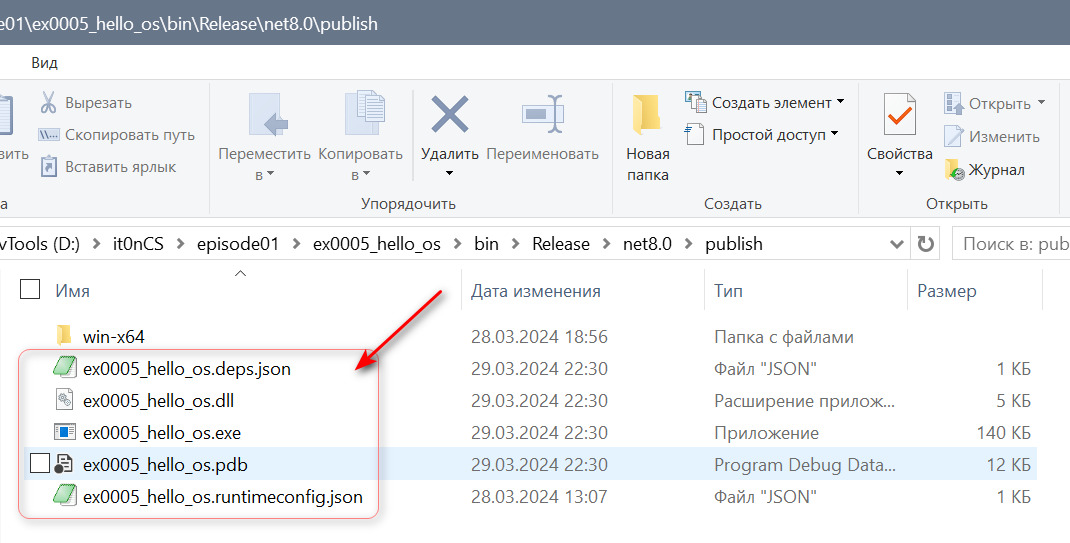 e01\ex0005_hello_os\bin\Release\net8.0\publish
Вид
Вырезать
Скопировать путь
Вставить ярлык
Переместить в
Копировать в
Удалить
Переименовать
Упорядочить
Новая папка
Создать элемент
Простой доступ
Создать
Свойства
Открыть
Изменить
Журнал
Открыть
vTools (D:) > it0nCS > episode01 > ex0005_hello_os > bin > Release > net8.0 > publish
Поиск в: pub
Имя Дата изменения Тип Размер
win-x64 28.03.2024 18:56 Папка с файлами
ex0005_hello_os.deps.json 29.03.2024 22:30 Файл "JSON" 1 КБ
ex0005_hello_os.dll 29.03.2024 22:30 Расширение прилож... 5 КБ
ex0005_hello_os.exe 29.03.2024 22:30 Приложение 140 КБ
ex0005_hello_os.pdb 29.03.2024 22:30 Program Debug Data... 12 КБ
ex0005_hello_os.runtimeconfig.json 28.03.2024 13:07 Файл "JSON" 1 КБ